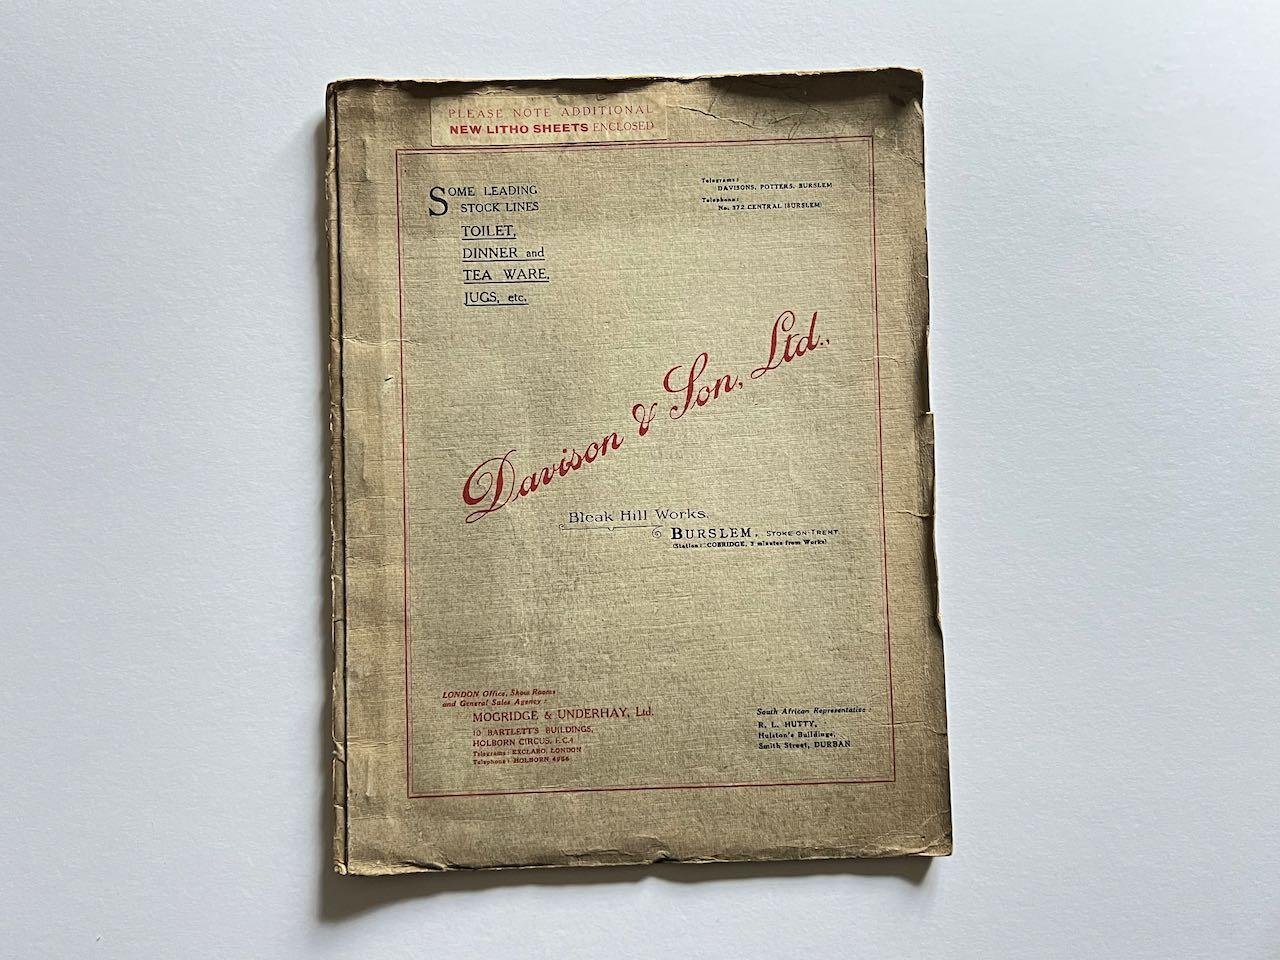 PLEASE NOTE ADDITIONAL
NEW LITHO SHEETS ENCLOSED
SOME LEADING
STOCK LINES
TOILET,
DINNER and
TEA WARE,
JUGS, etc.
Telegrams:
DAVISONS, POTTERS, BURSLEM
Telephone:
No. 372 CENTRAL (BURSLEM)
Davison & Son, Ltd.,
Bleak Hill Works,
BURSLEM, STOKE-ON-TRENT.
(Station: COBRIDGE, 3 minutes from Works)
LONDON Office, Show Rooms
and General Sales Agency:
MOGRIDGE & UNDERHAY, Ltd.
10 BARTLETT'S BUILDINGS,
HOLBORN CIRCUS, E.C.4
Telegrams: EXCLABO, LONDON
Telephone: HOLBORN
South African Representative:
R. L. HUTTY,
Hulston's Buildings,
Smith Street, DURBAN